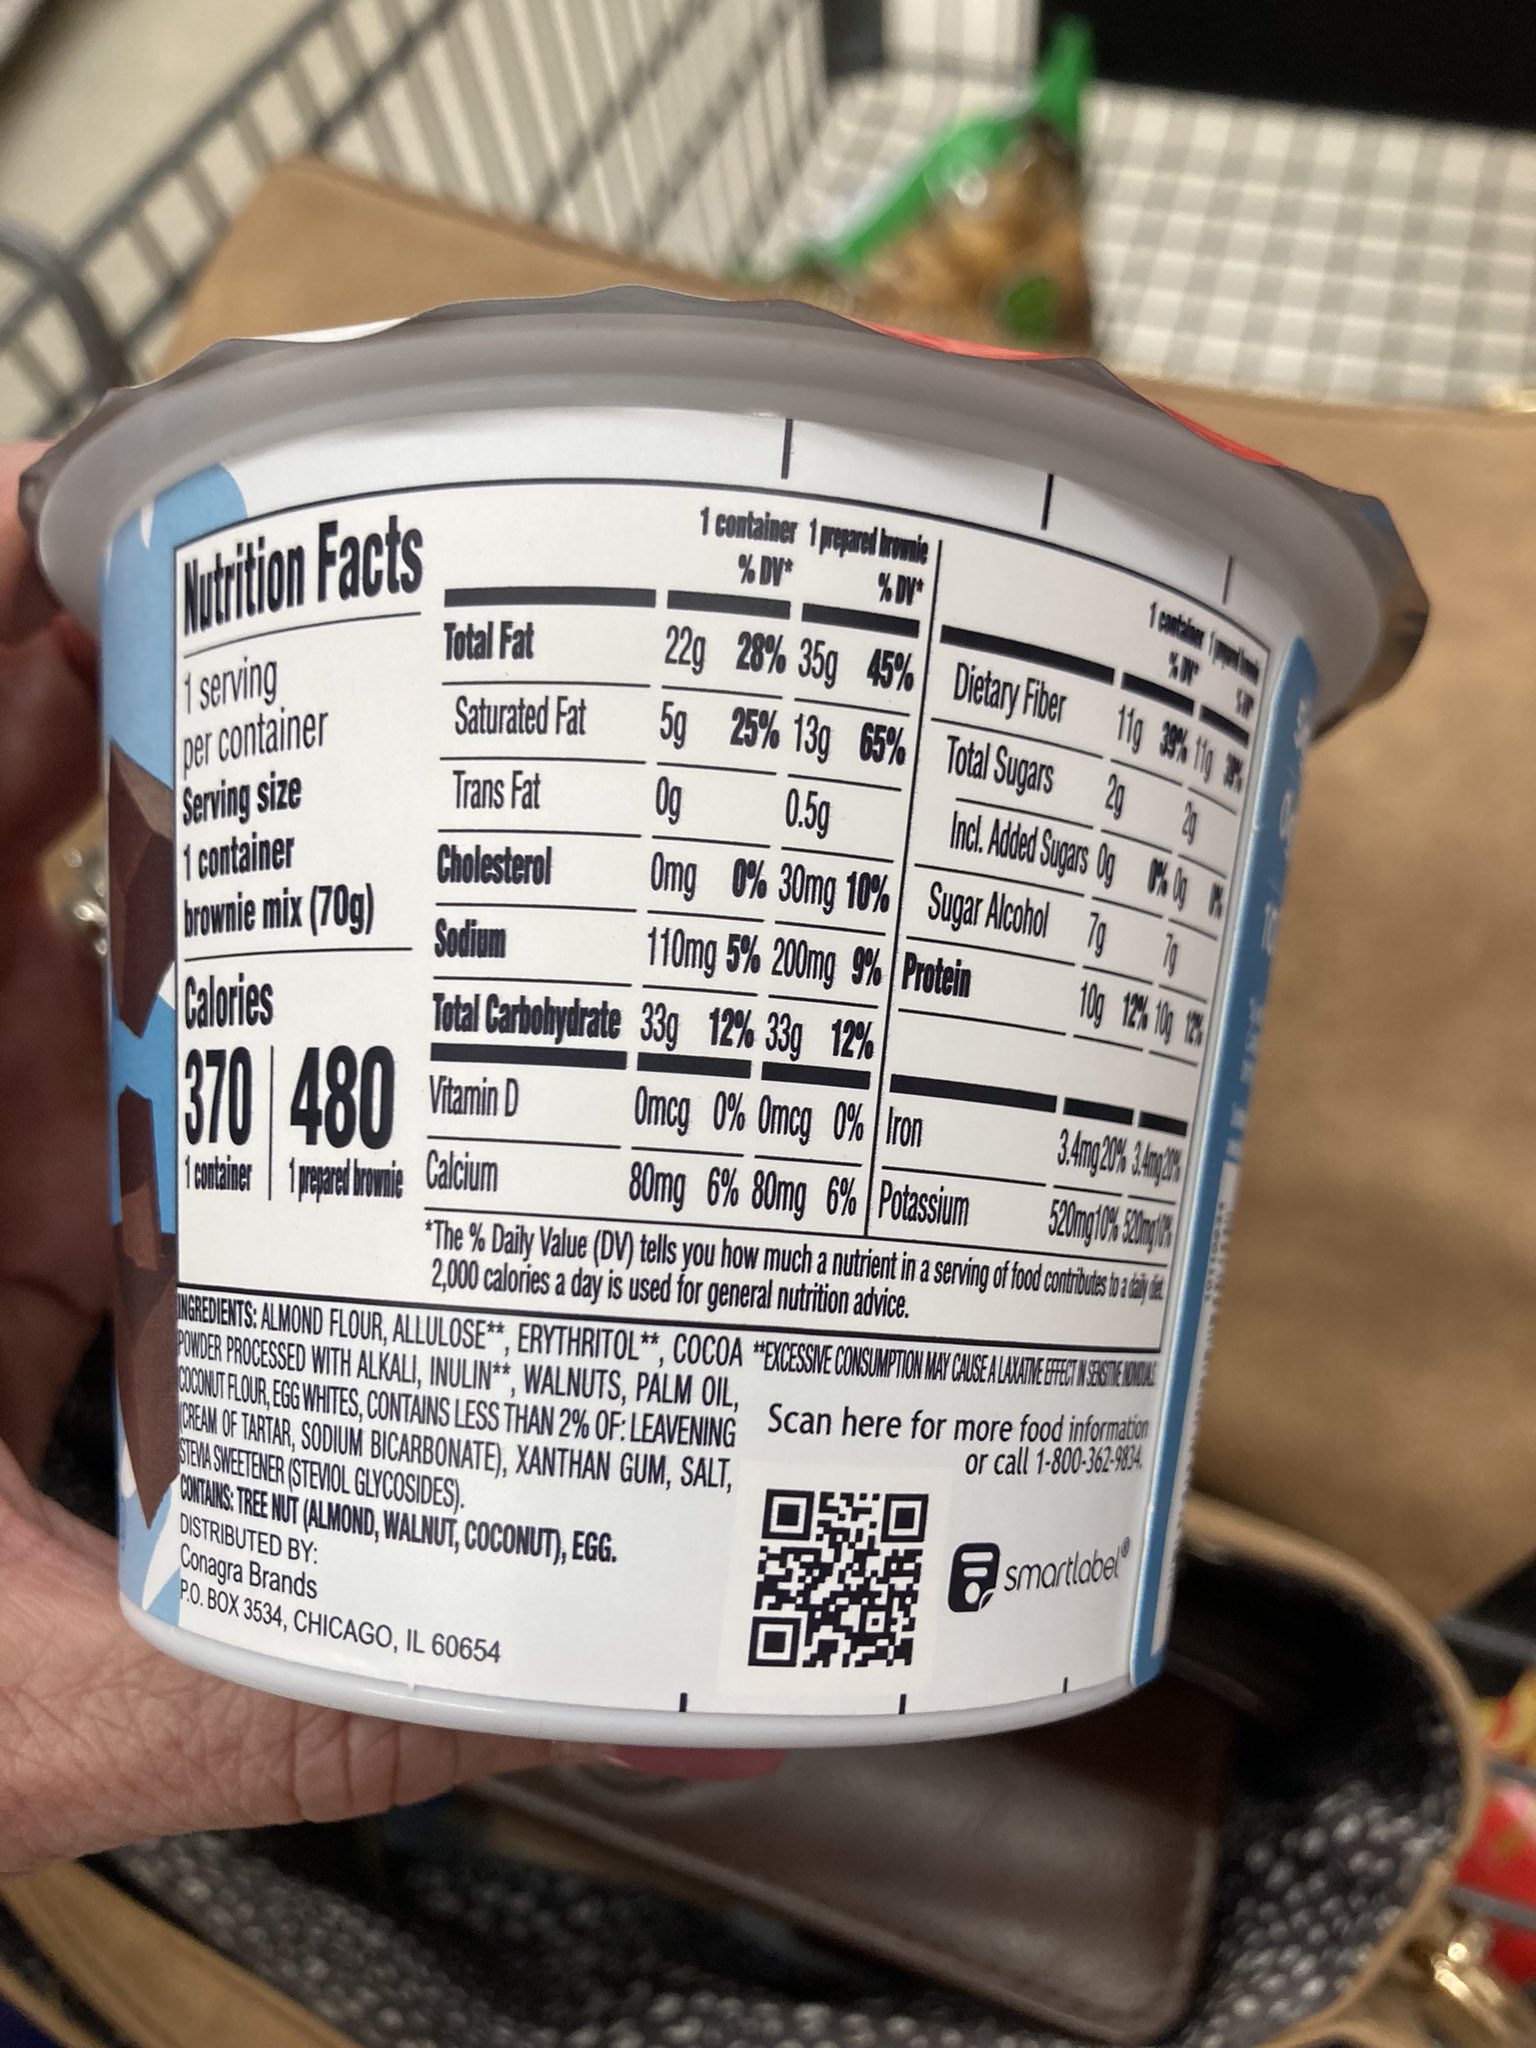 Nutrition Facts
1 serving
per container
Serving size
1 container
brownie mix (70g)
Calories
370 480
1 container 1 prepared brownie
1 container 1 prepared brownie
% DV* % DV*
Total Fat 22g 28% 35g 45%
Saturated Fat 5g 25% 13g 65%
Trans Fat 0g 0.5g
Cholesterol 0mg 0% 30mg 10%
Sodium 110mg 5% 200mg 9%
Total Carbohydrate 33g 12% 33g 12%
Vitamin D 0mcg 0% 0mcg 0%
Calcium 80mg 6% 80mg 6%
1 container 1 prepared brownie
% DV* % DV*
Dietary Fiber 11g 39% 11g 39%
Total Sugars 2g 2g
Incl. Added Sugars 0g 0% 0g 0%
Sugar Alcohol 7g 7g
Protein 10g 12% 10g 12%
Iron 3.4mg 20% 3.4mg 20%
Potassium 520mg 10% 520mg 10%
*The % Daily Value (DV) tells you how much a nutrient in a serving of food contributes to a daily diet.
2,000 calories a day is used for general nutrition advice.
INGREDIENTS: ALMOND FLOUR, ALLULOSE**, ERYTHRITOL**, COCOA
POWDER PROCESSED WITH ALKALI, INULIN**, WALNUTS, PALM OIL,
COCONUT FLOUR, EGG WHITES, CONTAINS LESS THAN 2% OF: LEAVENING
(CREAM OF TARTAR, SODIUM BICARBONATE), XANTHAN GUM, SALT,
STEVIA SWEETENER (STEVIOL GLYCOSIDES).
CONTAINS: TREE NUT (ALMOND, WALNUT, COCONUT), EGG.
DISTRIBUTED BY:
Conagra Brands
P.O. BOX 3534, CHICAGO, IL 60654
**EXCESSIVE CONSUMPTION MAY CAUSE A LAXATIVE EFFECT IN SENSITIVE INDIVIDUALS.
Scan here for more food information
or call 1-800-362-9834.
smartlabel®